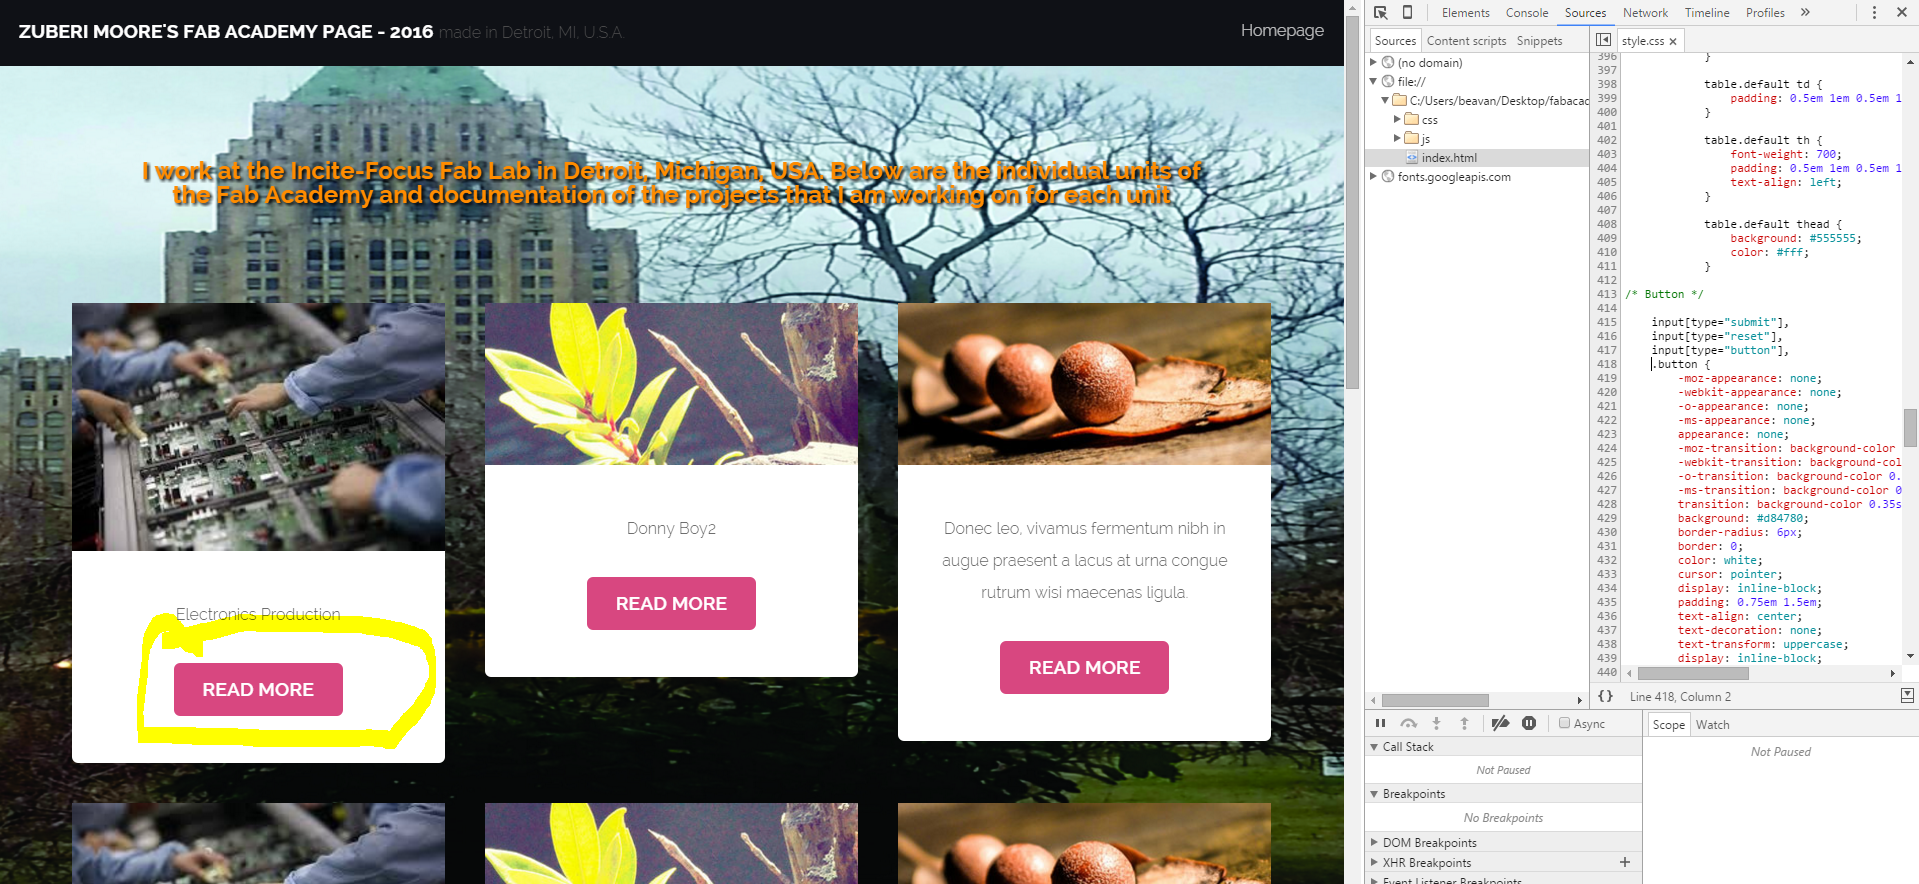 ZUBERI MOORE'S FAB ACADEMY PAGE - 2016 made in Detroit, MI, U.S.A.
Homepage
I work at the Incite-Focus Fab Lab in Detroit, Michigan, USA. Below are the individual units of
the Fab Academy and documentation of the projects that I am working on for each unit
Electronics Production
READ MORE
Donny Boy2
READ MORE
Donec leo, vivamus fermentum nibh in
augue praesent a lacus at urna congue
rutrum wisi maecenas ligula.
READ MORE
Elements Console Sources Network Timeline Profiles »
Sources Content scripts Snippets
(no domain)
file://
C:/Users/beavan/Desktop/fabacac
css
js
index.html
fonts.googleapis.com
style.css ×
396 }
397
398 table.default td {
399 padding: 0.5em 1em 0.5em 1
400 }
401
402 table.default th {
403 font-weight: 700;
404 padding: 0.5em 1em 0.5em 1
405 text-align: left;
406 }
407
408 table.default thead {
409 background: #555555;
410 color: #fff;
411 }
412
413 /* Button */
414
415 input[type="submit"],
416 input[type="reset"],
417 input[type="button"],
418 .button {
419 -moz-appearance: none;
420 -webkit-appearance: none;
421 -o-appearance: none;
422 -ms-appearance: none;
423 appearance: none;
424 -moz-transition: background-color
425 -webkit-transition: background-col
426 -o-transition: background-color 0.
427 -ms-transition: background-color 0
428 transition: background-color 0.35s
429 background: #d84780;
430 border-radius: 6px;
431 border: 0;
432 color: white;
433 cursor: pointer;
434 display: inline-block;
435 padding: 0.75em 1.5em;
436 text-align: center;
437 text-decoration: none;
438 text-transform: uppercase;
439 display: inline-block;
440
{} Line 418, Column 2
Async
Call Stack
Not Paused
Breakpoints
No Breakpoints
DOM Breakpoints
XHR Breakpoints +
Event Listener Breakpoints
Scope Watch
Not Paused